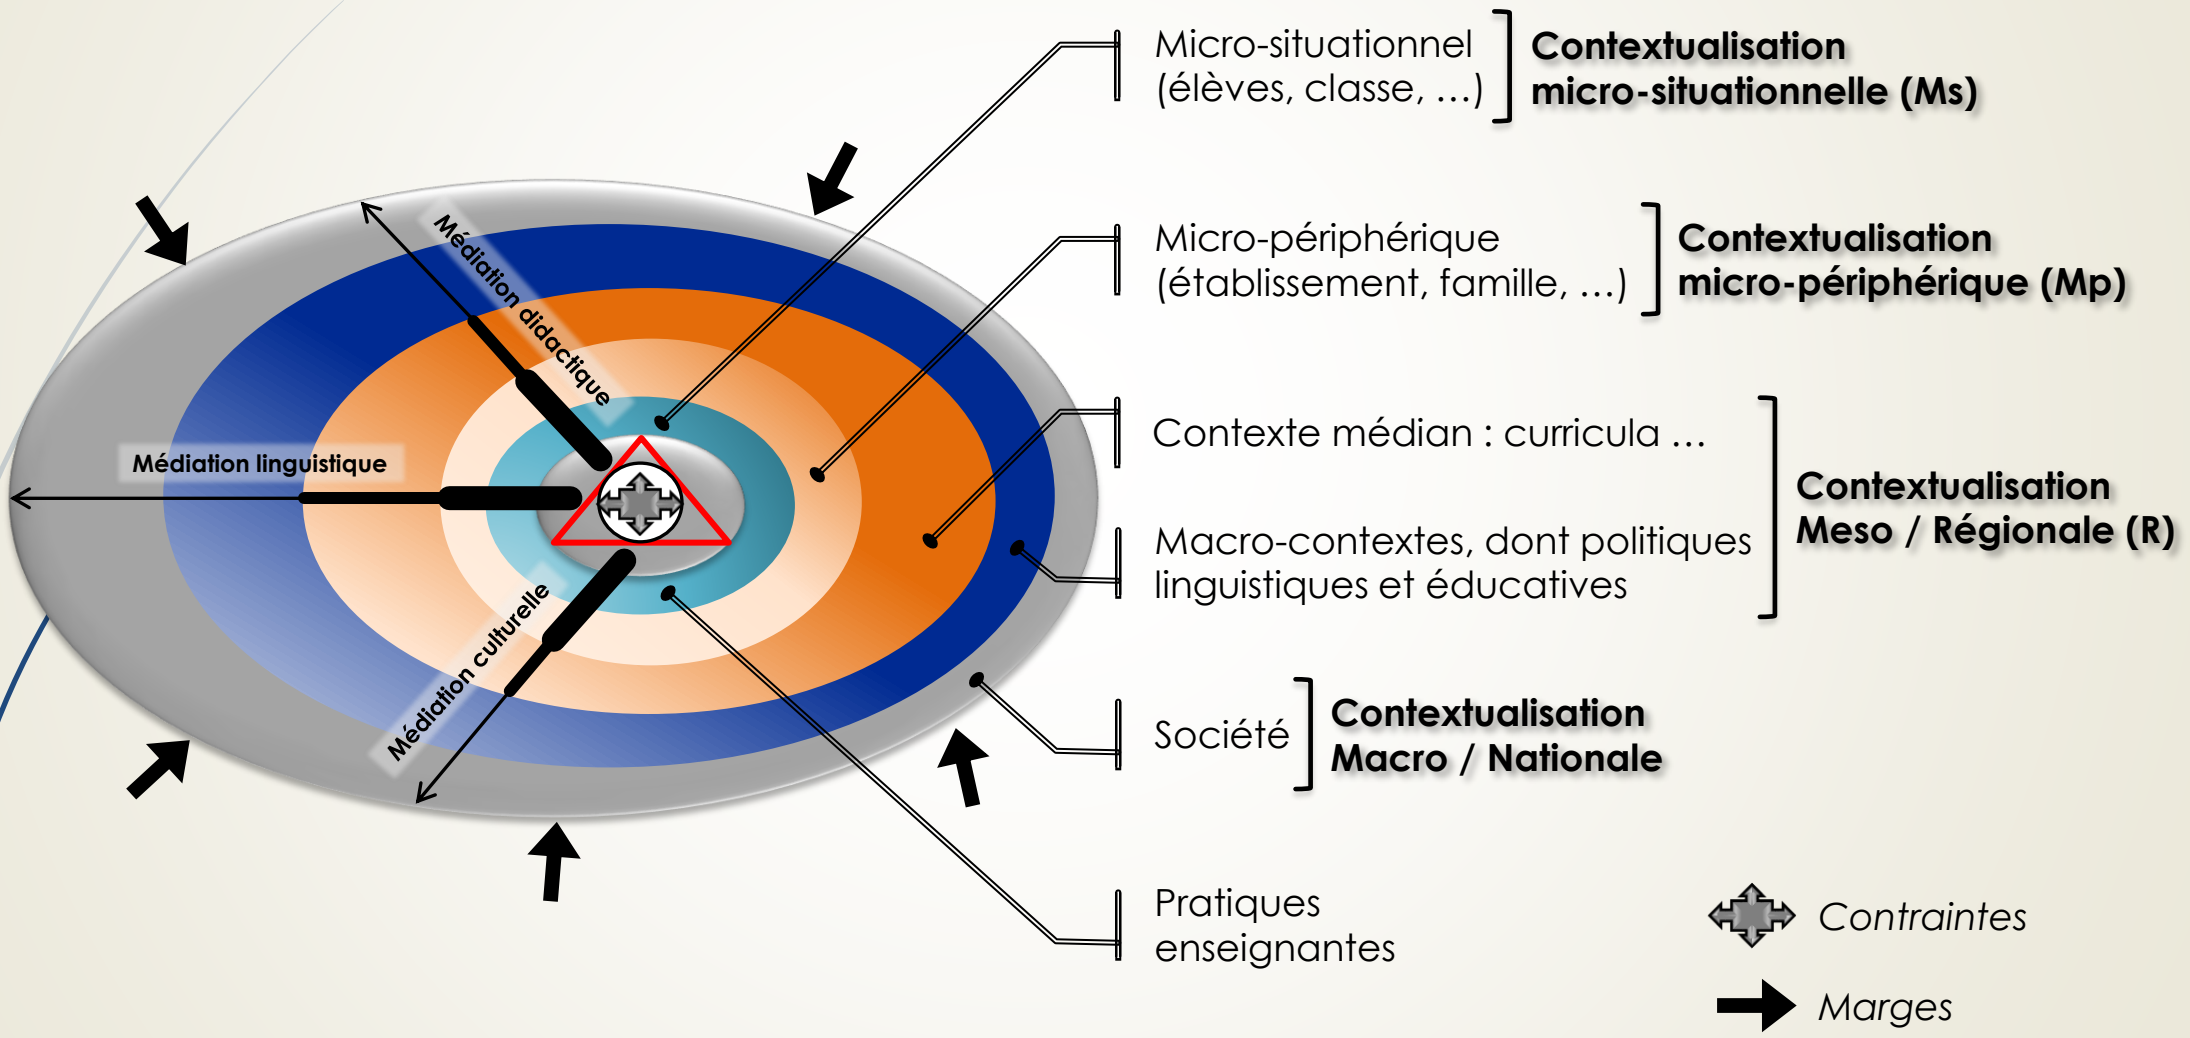 Micro-situationnel
(élèves, classe, …)
Contextualisation
micro-situationnelle (Ms)
Micro-périphérique
(établissement, famille, …)
Contextualisation
micro-périphérique (Mp)
Médiation didactique
Médiation linguistique
Médiation culturelle
Contexte médian : curricula …
Macro-contextes, dont politiques
linguistiques et éducatives
Contextualisation
Meso / Régionale (R)
Société
Contextualisation
Macro / Nationale
Pratiques
enseignantes
Contraintes
Marges